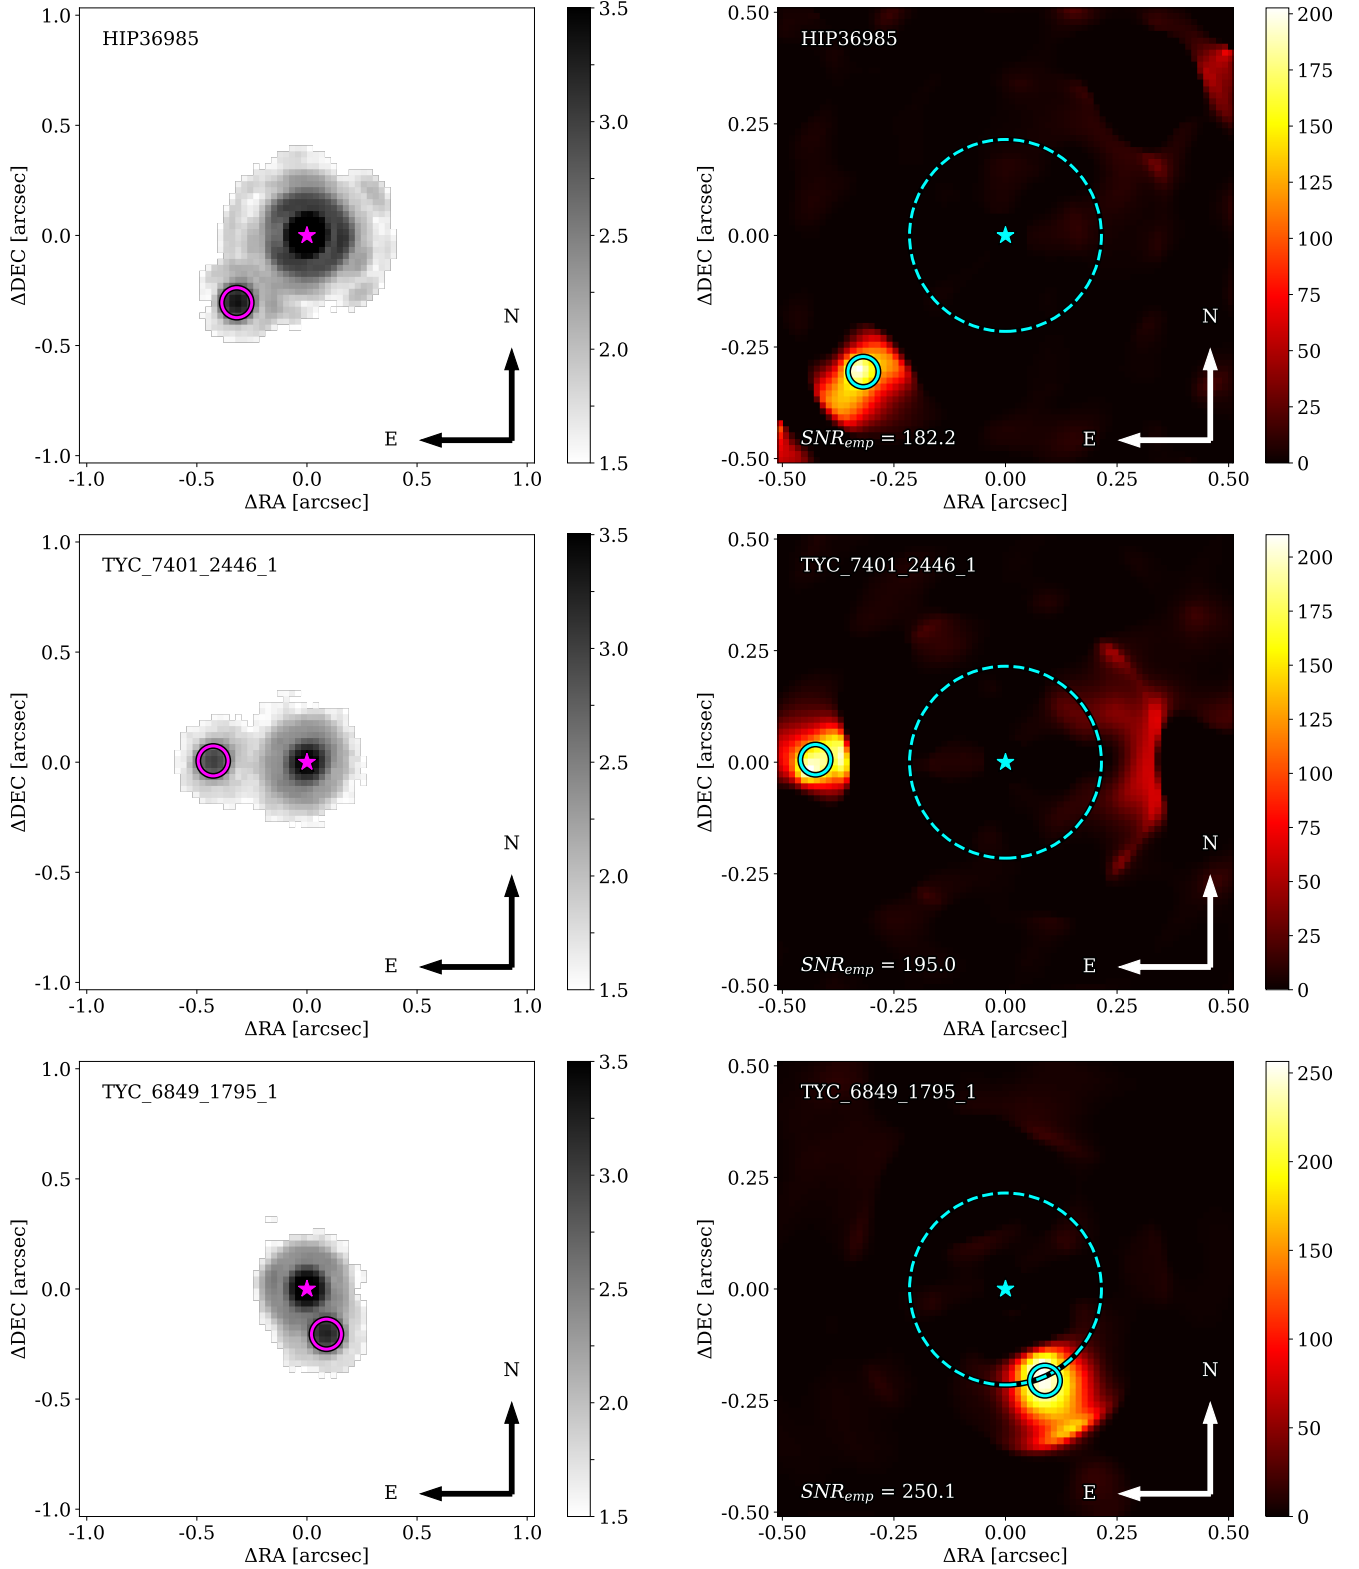 HIP36985
1.0
0.5
0.0
-0.5
-1.0
ΔDEC [arcsec]
-1.0 -0.5 0.0 0.5 1.0
ΔRA [arcsec]
N
E
3.5
3.0
2.5
2.0
1.5
HIP36985
0.50
0.25
0.00
-0.25
-0.50
ΔDEC [arcsec]
-0.50 -0.25 0.00 0.25 0.50
ΔRA [arcsec]
SNRemp = 182.2
N
E
200
175
150
125
100
75
50
25
0
TYC_7401_2446_1
1.0
0.5
0.0
-0.5
-1.0
ΔDEC [arcsec]
-1.0 -0.5 0.0 0.5 1.0
ΔRA [arcsec]
N
E
3.5
3.0
2.5
2.0
1.5
TYC_7401_2446_1
0.50
0.25
0.00
-0.25
-0.50
ΔDEC [arcsec]
-0.50 -0.25 0.00 0.25 0.50
ΔRA [arcsec]
SNRemp = 195.0
N
E
200
175
150
125
100
75
50
25
0
TYC_6849_1795_1
1.0
0.5
0.0
-0.5
-1.0
ΔDEC [arcsec]
-1.0 -0.5 0.0 0.5 1.0
ΔRA [arcsec]
N
E
3.5
3.0
2.5
2.0
1.5
TYC_6849_1795_1
0.50
0.25
0.00
-0.25
-0.50
ΔDEC [arcsec]
-0.50 -0.25 0.00 0.25 0.50
ΔRA [arcsec]
SNRemp = 250.1
N
E
250
200
150
100
50
0